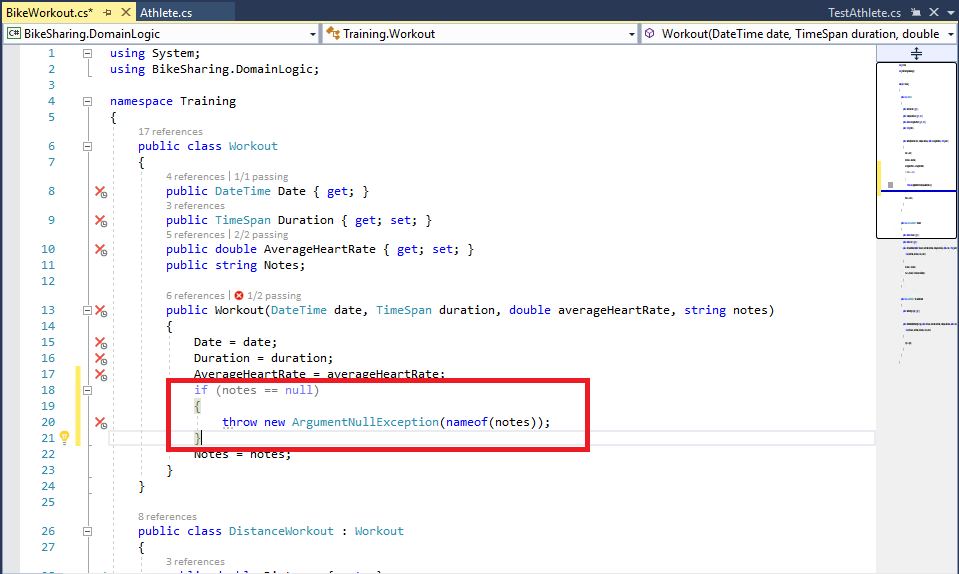 BikeWorkout.cs* Athlete.cs TestAthlete.cs
C# BikeSharing.DomainLogic Training.Workout Workout(DateTime date, TimeSpan duration, double
1 using System;
2 using BikeSharing.DomainLogic;
3
4 namespace Training
5 {
17 references
6 public class Workout
7 {
4 references | 1/1 passing
8 public DateTime Date { get; }
3 references
9 public TimeSpan Duration { get; set; }
5 references | 2/2 passing
10 public double AverageHeartRate { get; set; }
11 public string Notes;
12
6 references | 1/2 passing
13 public Workout(DateTime date, TimeSpan duration, double averageHeartRate, string notes)
14 {
15 Date = date;
16 Duration = duration;
17 AverageHeartRate = averageHeartRate;
18 if (notes == null)
19 {
20 throw new ArgumentNullException(nameof(notes));
21 }
22 Notes = notes;
23 }
24 }
25
8 references
26 public class DistanceWorkout : Workout
27 {
3 references